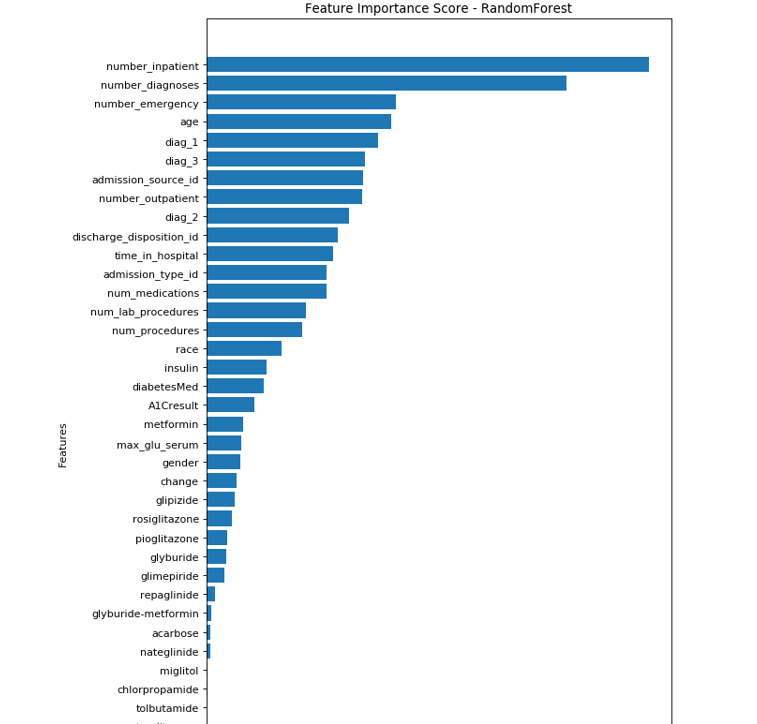 Feature Importance Score - RandomForest
number_inpatient
number_diagnoses
number_emergency
age
diag_1
diag_3
admission_source_id
number_outpatient
diag_2
discharge_disposition_id
time_in_hospital
admission_type_id
num_medications
num_lab_procedures
num_procedures
race
insulin
diabetesMed
A1Cresult
metformin
max_glu_serum
gender
change
glipizide
rosiglitazone
pioglitazone
glyburide
glimepiride
repaglinide
glyburide-metformin
acarbose
nateglinide
miglitol
chlorpropamide
tolbutamide
Features